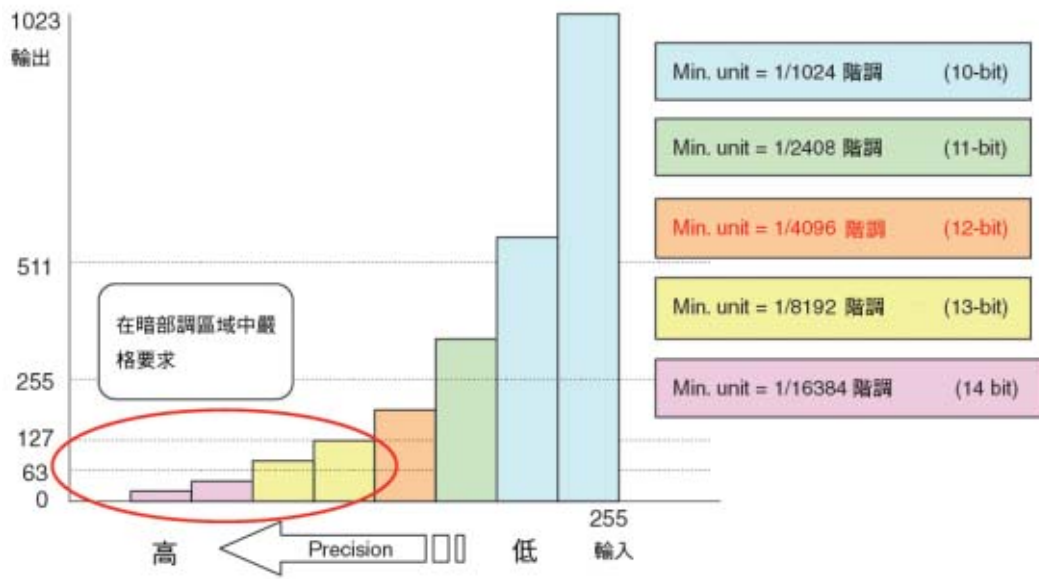 1023
輸出
511
255
127
63
0
在暗部調區域中嚴
格要求
Min. unit = 1/1024 階調 (10-bit)
Min. unit = 1/2408 階調 (11-bit)
Min. unit = 1/4096 階調 (12-bit)
Min. unit = 1/8192 階調 (13-bit)
Min. unit = 1/16384 階調 (14 bit)
255
輸入
高
Precision
低